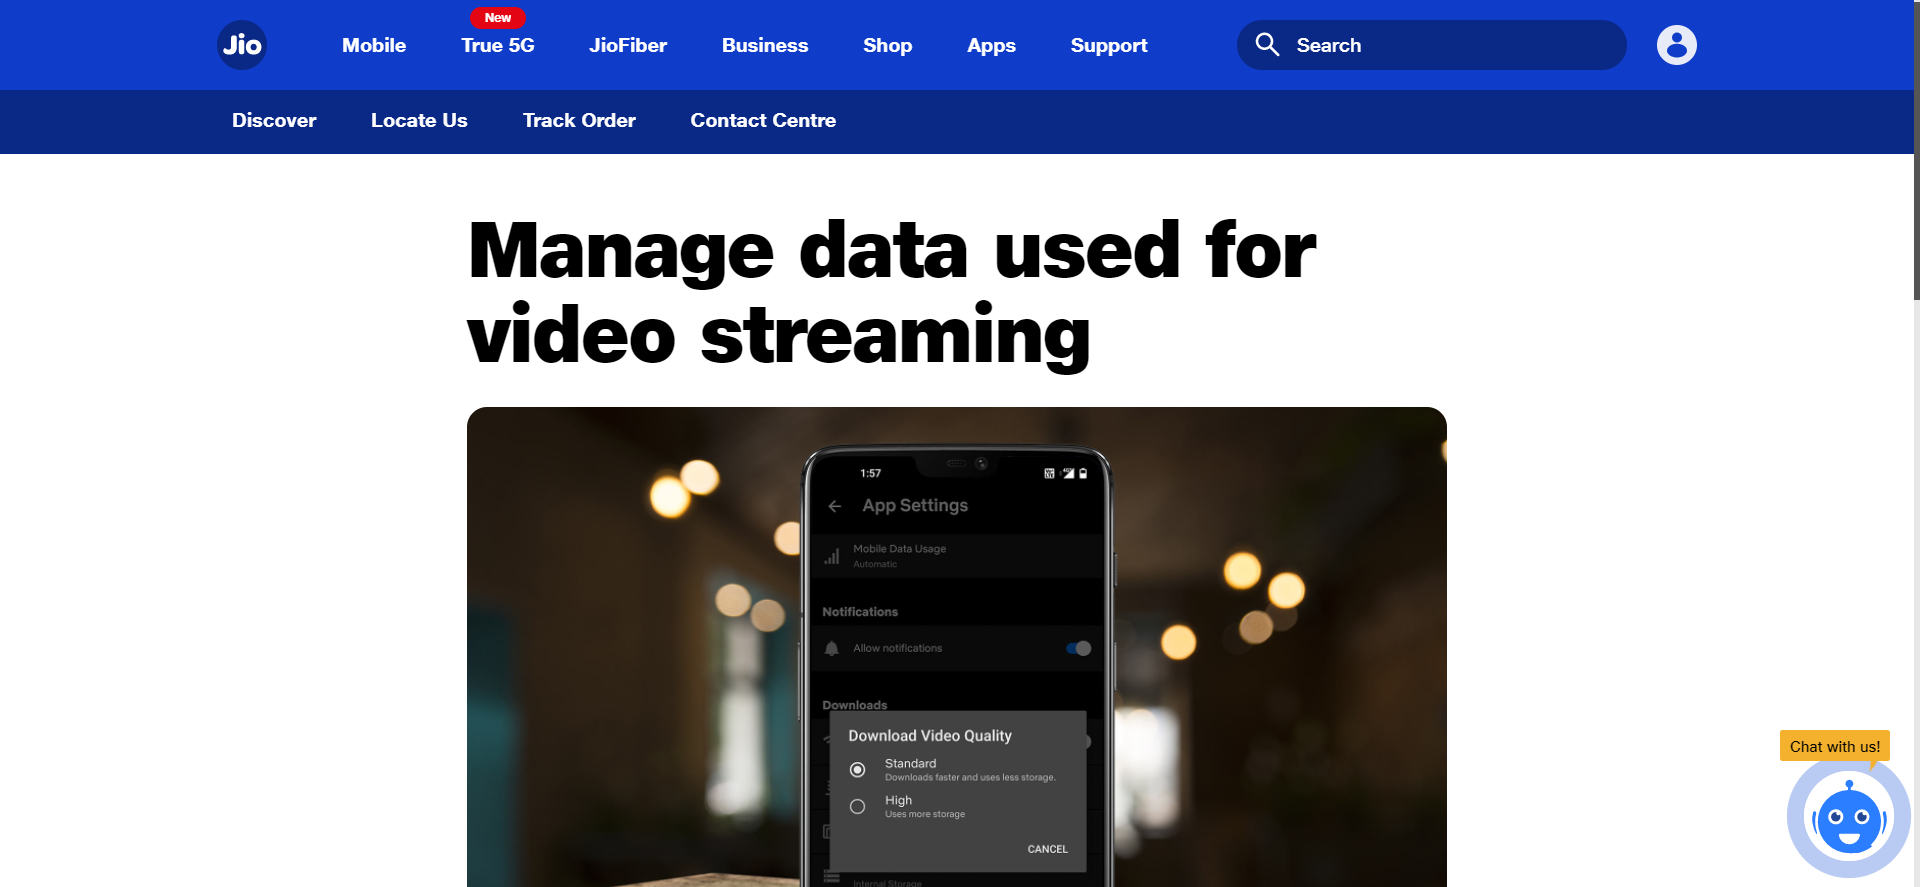 New
Jio
Mobile
True 5G
JioFiber
Business
Shop
Apps
Support
Search
Discover
Locate Us
Track Order
Contact Centre
Manage data used for
video streaming
1:57
App Settings
Mobile Data Usage
Automatic
Notifications
Allow notifications
Downloads
Download Video Quality
Standard
Downloads faster and uses less storage.
High
Uses more storage
CANCEL
Internal Storage
Chat with us!